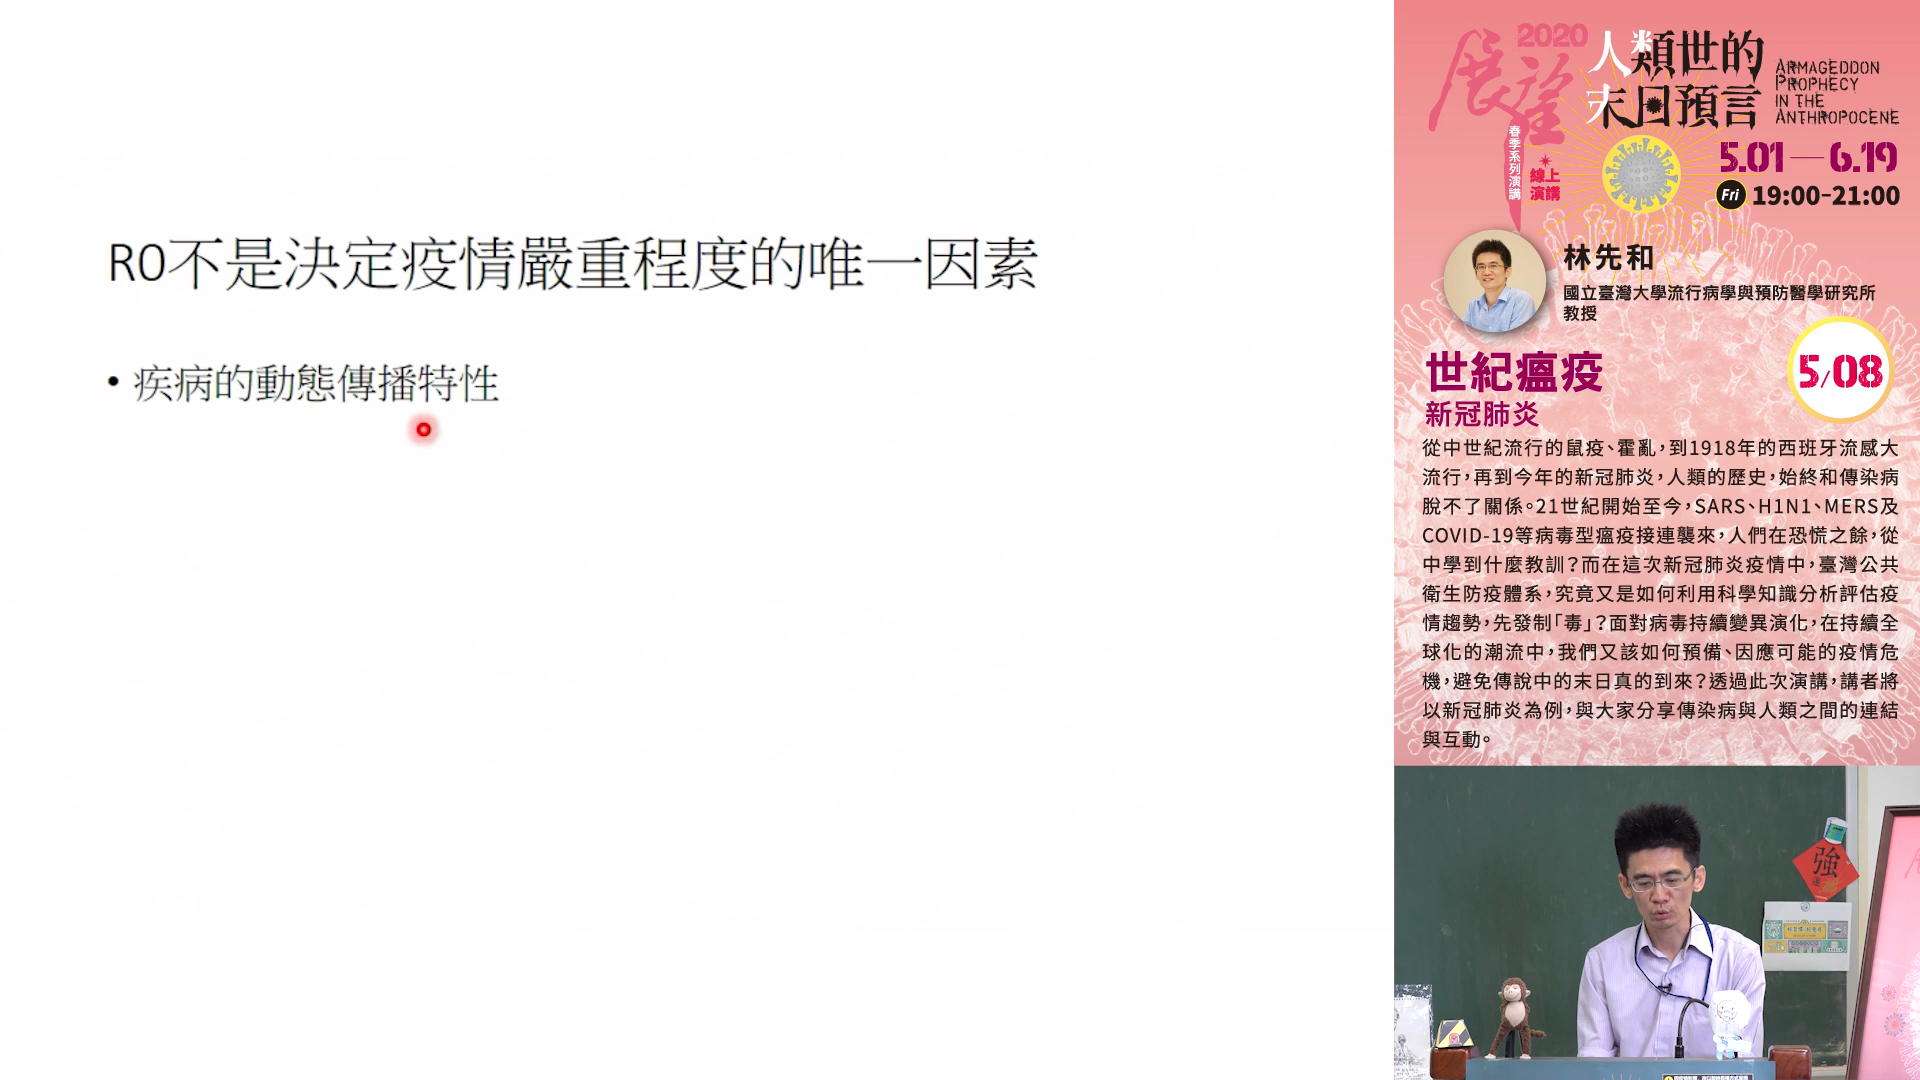 R0不是決定疫情嚴重程度的唯一因素
• 疾病的動態傳播特性
2020
展望
春季系列演講
線上
演講
人類世的
末日預言
ARMAGEDDON
PROPHECY
IN THE
ANTHROPOCENE
5.01—6.19
Fri 19:00-21:00
林先和
國立臺灣大學流行病學與預防醫學研究所
教授
世紀瘟疫
5/08
新冠肺炎
從中世紀流行的鼠疫、霍亂,到1918年的西班牙流感大
流行,再到今年的新冠肺炎,人類的歷史,始終和傳染病
脫不了關係。21世紀開始至今,SARS、H1N1、MERS及
COVID-19等病毒型瘟疫接連襲來,人們在恐慌之餘,從
中學到什麼教訓?而在這次新冠肺炎疫情中,臺灣公共
衛生防疫體系,究竟又是如何利用科學知識分析評估疫
情趨勢,先發制「毒」?面對病毒持續變異演化,在持續全
球化的潮流中,我們又該如何預備、因應可能的疫情危
機,避免傳說中的末日真的到來?透過此次演講,講者將
以新冠肺炎為例,與大家分享傳染病與人類之間的連結
與互動。
強